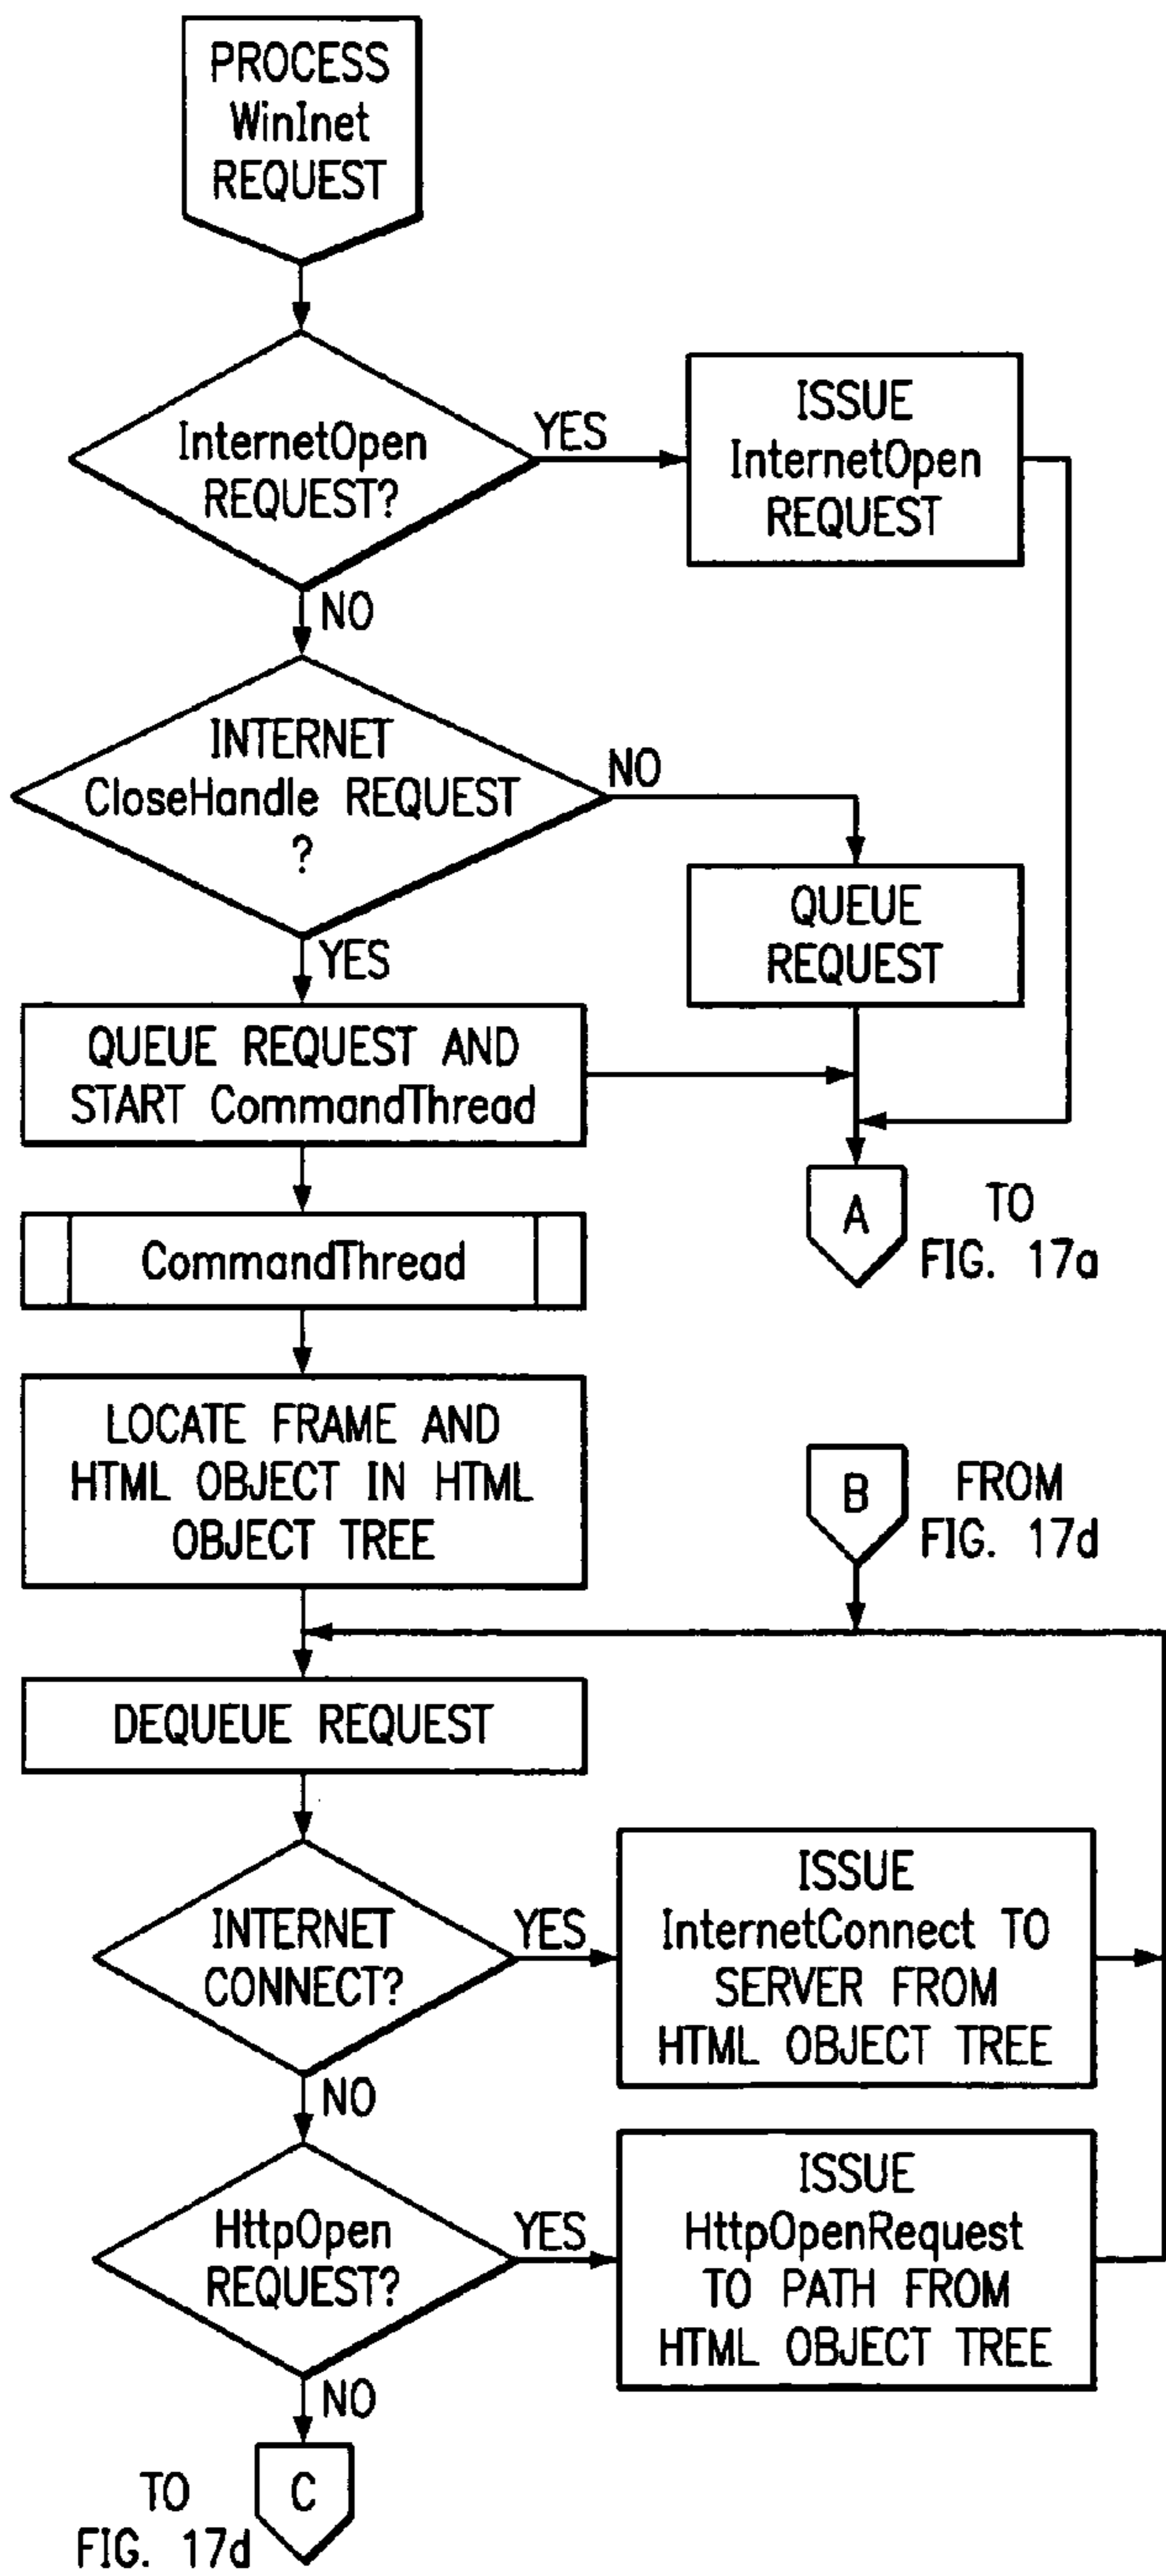 PROCESS
WinInet
REQUEST
InternetOpen
REQUEST?
YES
ISSUE
InternetOpen
REQUEST
NO
INTERNET
CloseHandle REQUEST
?
NO
QUEUE
REQUEST
YES
QUEUE REQUEST AND
START CommandThread
A
TO
FIG. 17a
CommandThread
LOCATE FRAME AND
HTML OBJECT IN HTML
OBJECT TREE
B
FROM
FIG. 17d
DEQUEUE REQUEST
INTERNET
CONNECT?
YES
ISSUE
InternetConnect TO
SERVER FROM
HTML OBJECT TREE
NO
HttpOpen
REQUEST?
YES
ISSUE
HttpOpenRequest
TO PATH FROM
HTML OBJECT TREE
NO
C
TO
FIG. 17d